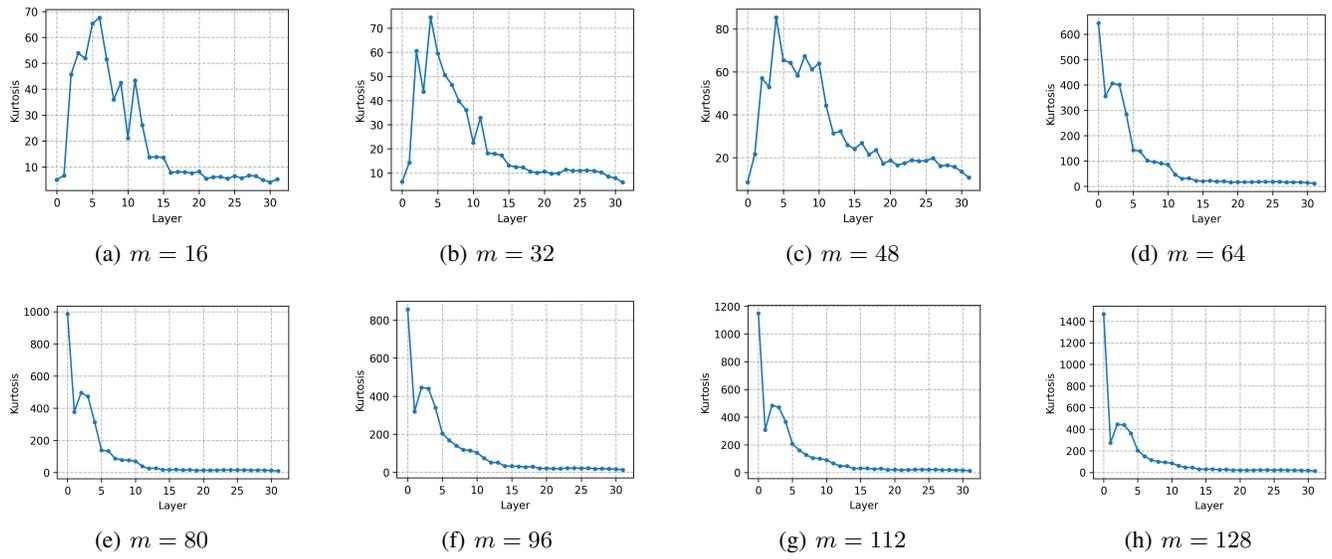 70
60
50
40
30
20
10
Kurtosis
0 5 10 15 20 25 30
Layer
(a) m = 16
70
60
50
40
30
20
10
Kurtosis
0 5 10 15 20 25 30
Layer
(b) m = 32
80
60
40
20
Kurtosis
0 5 10 15 20 25 30
Layer
(c) m = 48
600
500
400
300
200
100
0
Kurtosis
0 5 10 15 20 25 30
Layer
(d) m = 64
1000
800
600
400
200
0
Kurtosis
0 5 10 15 20 25 30
Layer
(e) m = 80
800
600
400
200
0
Kurtosis
0 5 10 15 20 25 30
Layer
(f) m = 96
1200
1000
800
600
400
200
0
Kurtosis
0 5 10 15 20 25 30
Layer
(g) m = 112
1400
1200
1000
800
600
400
200
0
Kurtosis
0 5 10 15 20 25 30
Layer
(h) m = 128